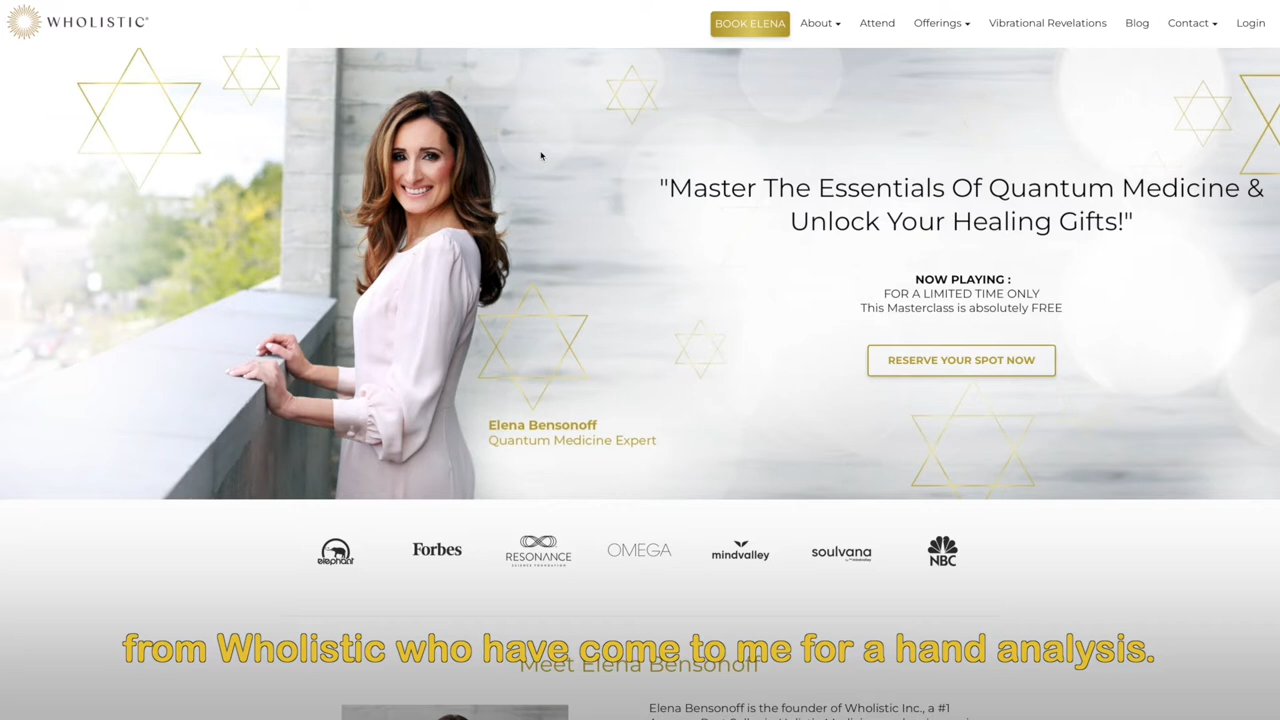 WHOLISTIC®
BOOK ELENA
About
Attend
Offerings
Vibrational Revelations
Blog
Contact
Login
"Master The Essentials Of Quantum Medicine &
Unlock Your Healing Gifts!"
NOW PLAYING :
FOR A LIMITED TIME ONLY
This Masterclass is absolutely FREE
RESERVE YOUR SPOT NOW
Elena Bensonoff
Quantum Medicine Expert
elephant
Forbes
RESONANCE
SCIENCE FOUNDATION
OMEGA
mindvalley
soulvana
NBC
from Wholistic who have come to me for a hand analysis.
Meet Elena Bensonoff
Elena Bensonoff is the founder of Wholistic Inc., a #1